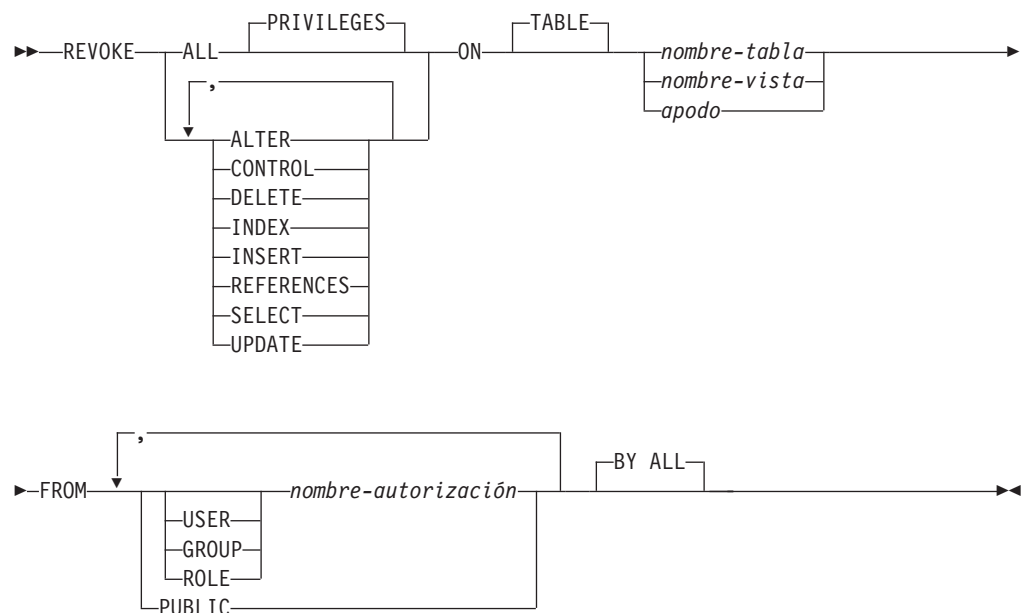 PRIVILEGES TABLE
REVOKE ALL ON nombre-tabla
, nombre-vista
apodo
ALTER
CONTROL
DELETE
INDEX
INSERT
REFERENCES
SELECT
UPDATE
,
BY ALL
FROM nombre-autorización
USER
GROUP
ROLE
PUBLIC